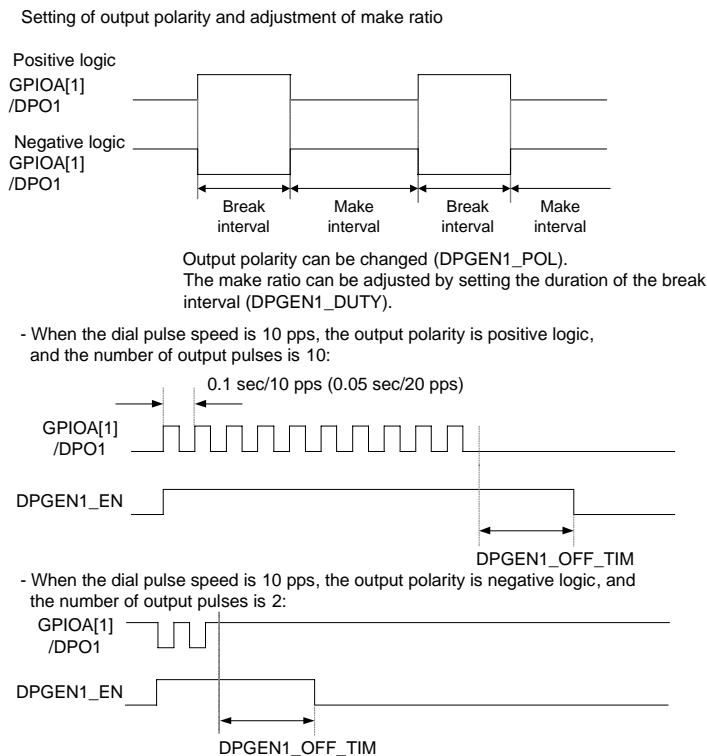 Setting of output polarity and adjustment of make ratio
Positive logic
GPIOA[1]
/DPO1
Negative logic
GPIOA[1]
/DPO1
Break
interval
Make
interval
Break
interval
Make
interval
Output polarity can be changed (DPGEN1_POL).
The make ratio can be adjusted by setting the duration of the break
interval (DPGEN1_DUTY).
- When the dial pulse speed is 10 pps, the output polarity is positive logic,
and the number of output pulses is 10:
0.1 sec/10 pps (0.05 sec/20 pps)
GPIOA[1]
/DPO1
DPGEN1_EN
DPGEN1_OFF_TIM
- When the dial pulse speed is 10 pps, the output polarity is negative logic, and
the number of output pulses is 2:
GPIOA[1]
/DPO1
DPGEN1_EN
DPGEN1_OFF_TIM